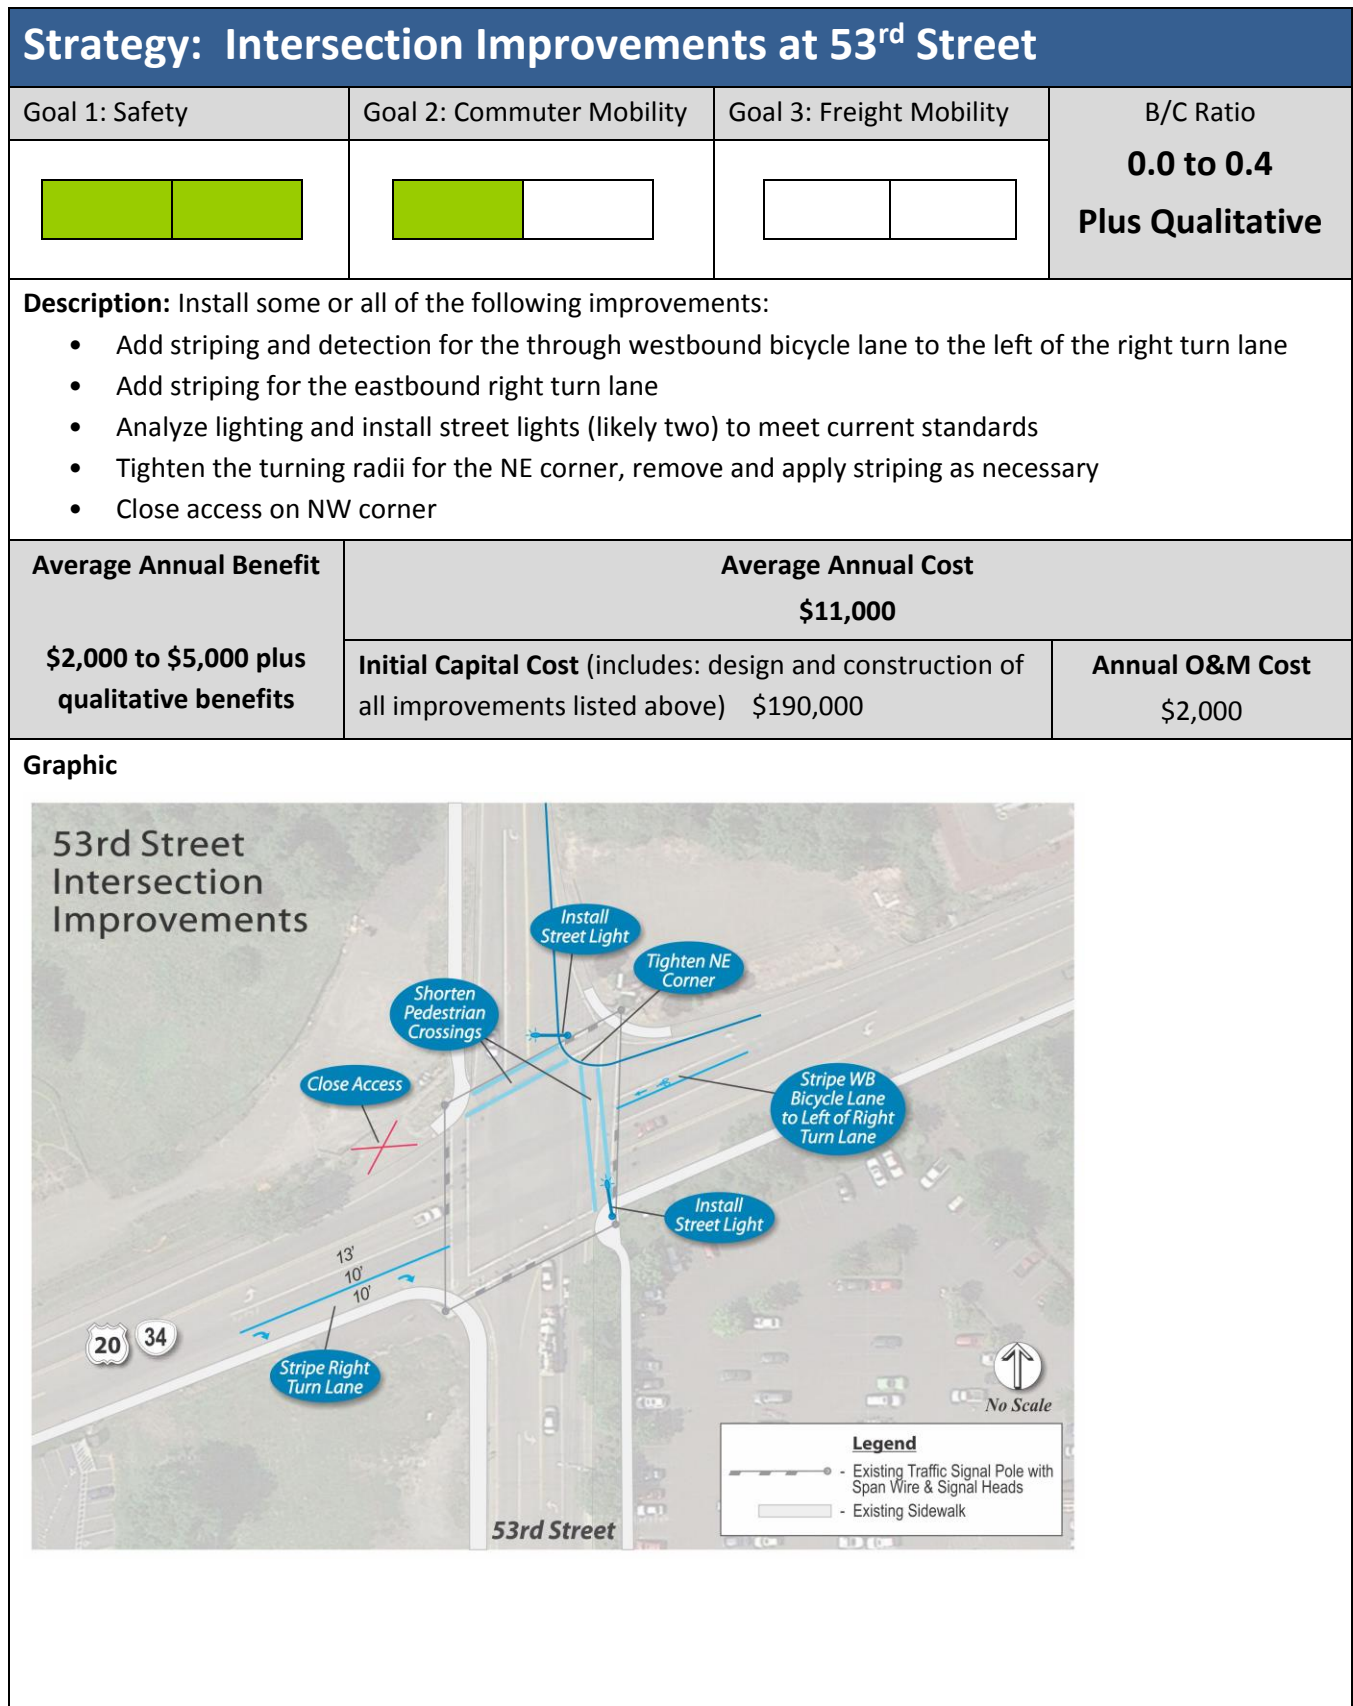 Strategy: Intersection Improvements at 53rd Street
Goal 1: Safety
Goal 2: Commuter Mobility
Goal 3: Freight Mobility
B/C Ratio
0.0 to 0.4
Plus Qualitative
Description: Install some or all of the following improvements:
• Add striping and detection for the through westbound bicycle lane to the left of the right turn lane
• Add striping for the eastbound right turn lane
• Analyze lighting and install street lights (likely two) to meet current standards
• Tighten the turning radii for the NE corner, remove and apply striping as necessary
• Close access on NW corner
Average Annual Benefit
$2,000 to $5,000 plus
qualitative benefits
Average Annual Cost
$11,000
Initial Capital Cost (includes: design and construction of
all improvements listed above) $190,000
Annual O&M Cost
$2,000
Graphic
53rd Street
Intersection
Improvements
Install
Street Light
Tighten NE
Corner
Shorten
Pedestrian
Crossings
Close Access
Stripe WB
Bicycle Lane
to Left of Right
Turn Lane
Install
Street Light
13'
10'
10'
20
34
Stripe Right
Turn Lane
No Scale
Legend
- Existing Traffic Signal Pole with
Span Wire & Signal Heads
- Existing Sidewalk
53rd Street